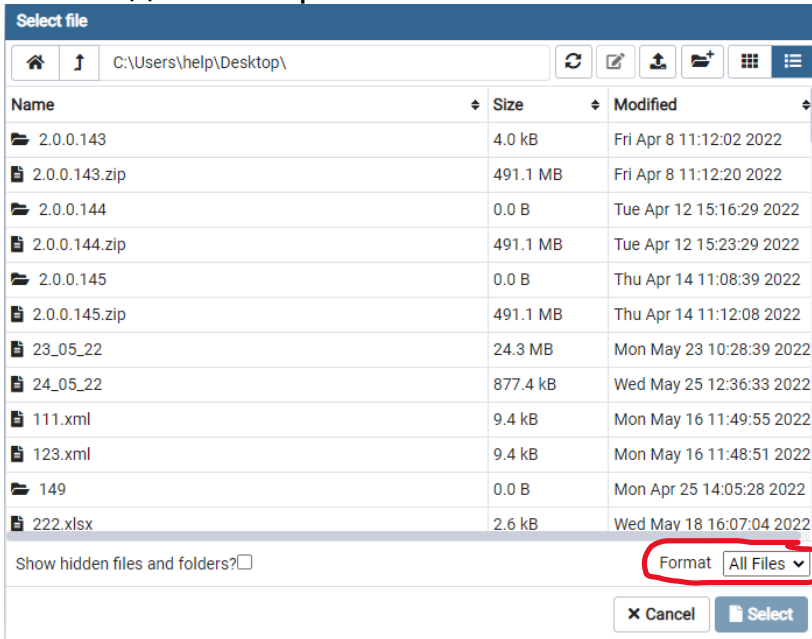 Select file
C:\Users\help\Desktop\
Name Size Modified
2.0.0.143 4.0 kB Fri Apr 8 11:12:02 2022
2.0.0.143.zip 491.1 MB Fri Apr 8 11:12:20 2022
2.0.0.144 0.0 B Tue Apr 12 15:16:29 2022
2.0.0.144.zip 491.1 MB Tue Apr 12 15:23:29 2022
2.0.0.145 0.0 B Thu Apr 14 11:08:39 2022
2.0.0.145.zip 491.1 MB Thu Apr 14 11:12:08 2022
23_05_22 24.3 MB Mon May 23 10:28:39 2022
24_05_22 877.4 kB Wed May 25 12:36:33 2022
111.xml 9.4 kB Mon May 16 11:49:55 2022
123.xml 9.4 kB Mon May 16 11:48:51 2022
149 0.0 B Mon Apr 25 14:05:28 2022
222.xlsx 2.6 kB Wed May 18 16:07:04 2022
Show hidden files and folders? Format All Files
Cancel Select